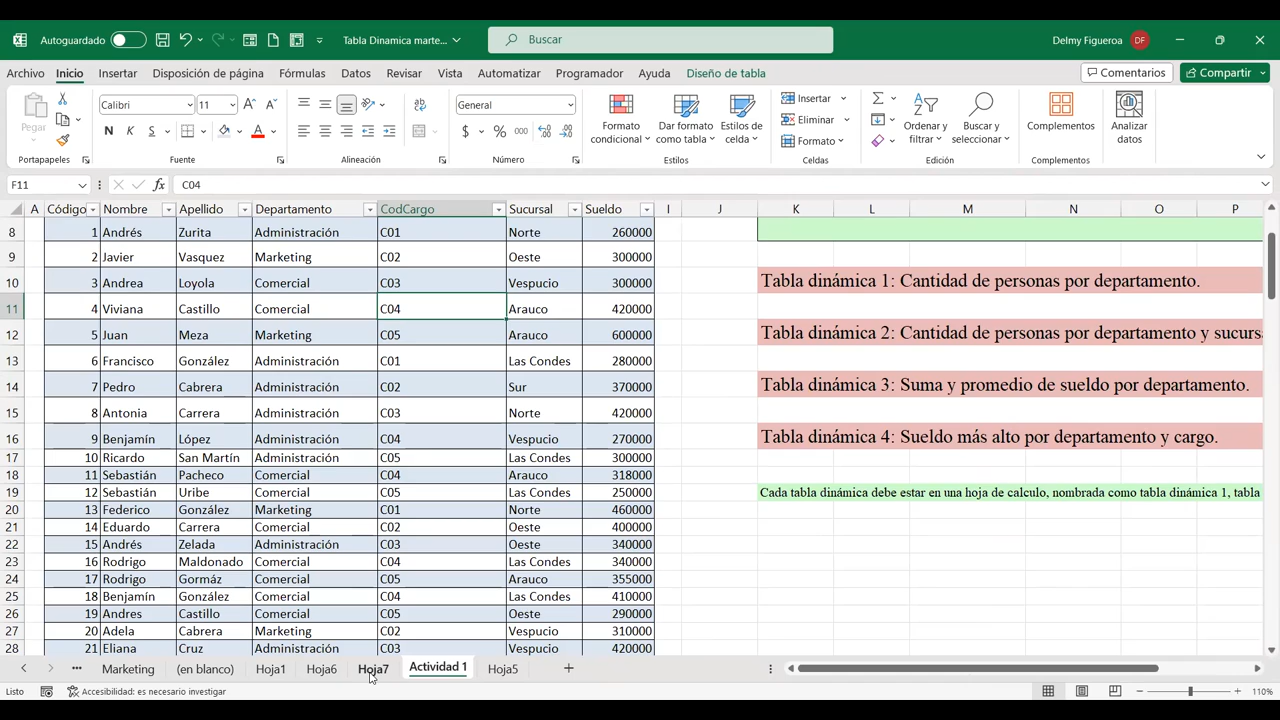 Autoguardado
Tabla Dinamica marte...
Buscar
Delmy Figueroa
DF
Archivo Inicio Insertar Disposición de página Fórmulas Datos Revisar Vista Automatizar Programador Ayuda Diseño de tabla
Comentarios
Compartir
Pegar
Portapapeles
Calibri 11
N K S
Fuente
Alineación
General
$ % 000
Número
Formato condicional
Dar formato como tabla
Estilos de celda
Estilos
Insertar
Eliminar
Formato
Celdas
Ordenar y filtrar
Buscar y seleccionar
Edición
Complementos
Complementos
Analizar datos
F11 fx C04
A Código Nombre Apellido Departamento CodCargo Sucursal Sueldo I J K L M N O P
8 1 Andrés Zurita Administración C01 Norte 260000
9 2 Javier Vasquez Marketing C02 Oeste 300000
10 3 Andrea Loyola Comercial C03 Vespucio 300000 Tabla dinámica 1: Cantidad de personas por departamento.
11 4 Viviana Castillo Comercial C04 Arauco 420000
12 5 Juan Meza Marketing C05 Arauco 600000 Tabla dinámica 2: Cantidad de personas por departamento y sucurs
13 6 Francisco González Administración C01 Las Condes 280000
14 7 Pedro Cabrera Administración C02 Sur 370000 Tabla dinámica 3: Suma y promedio de sueldo por departamento.
15 8 Antonia Carrera Administración C03 Norte 420000
16 9 Benjamín López Administración C04 Vespucio 270000 Tabla dinámica 4: Sueldo más alto por departamento y cargo.
17 10 Ricardo San Martín Administración C05 Las Condes 300000
18 11 Sebastián Pacheco Comercial C04 Arauco 318000
19 12 Sebastián Uribe Comercial C05 Las Condes 250000 Cada tabla dinámica debe estar en una hoja de calculo, nombrada como tabla dinámica 1, tabla
20 13 Federico González Marketing C01 Norte 460000
21 14 Eduardo Carrera Comercial C02 Oeste 400000
22 15 Andrés Zelada Administración C03 Oeste 340000
23 16 Rodrigo Maldonado Comercial C04 Las Condes 340000
24 17 Rodrigo Gormáz Comercial C05 Arauco 355000
25 18 Benjamín González Comercial C04 Las Condes 410000
26 19 Andres Castillo Comercial C05 Oeste 290000
27 20 Adela Cabrera Marketing C02 Vespucio 310000
28 21 Eliana Cruz Administración C03 Vespucio 420000
Marketing (en blanco) Hoja1 Hoja6 Hoja7 Actividad 1 Hoja5
Listo Accesibilidad: es necesario investigar 110%